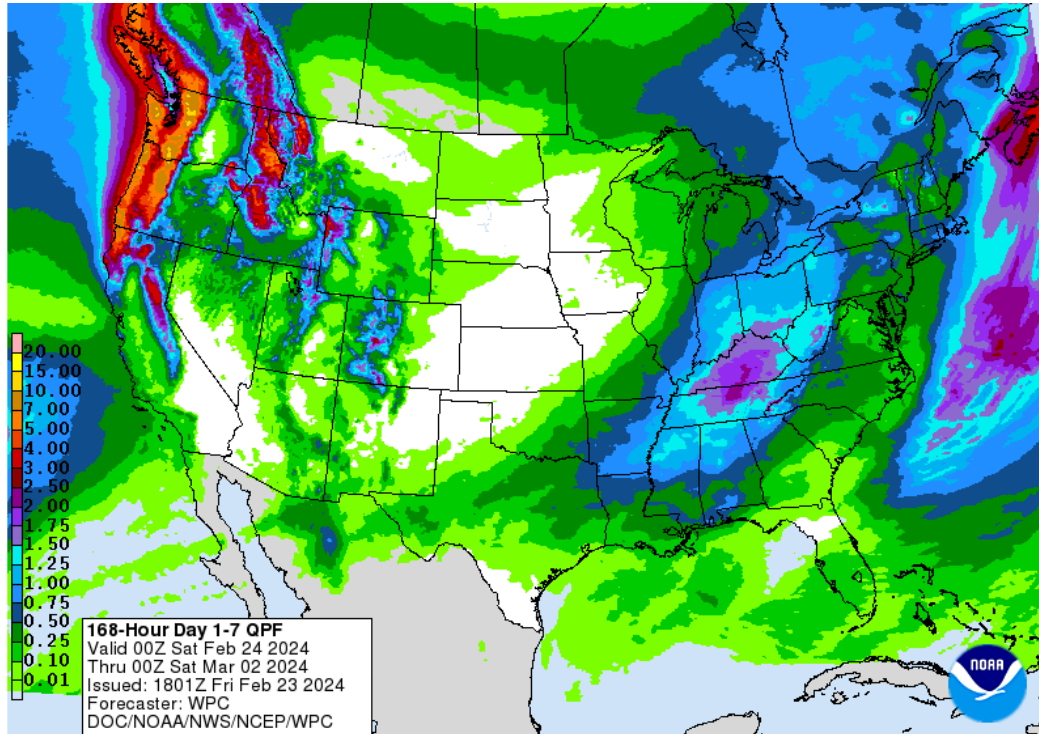 20.00
15.00
10.00
7.00
5.00
4.00
3.00
2.50
2.00
1.75
1.50
1.25
1.00
0.75
0.50
0.25
0.10
0.01
168-Hour Day 1-7 QPF
Valid 00Z Sat Feb 24 2024
Thru 00Z Sat Mar 02 2024
Issued: 1801Z Fri Feb 23 2024
Forecaster: WPC
DOC/NOAA/NWS/NCEP/WPC
NOAA